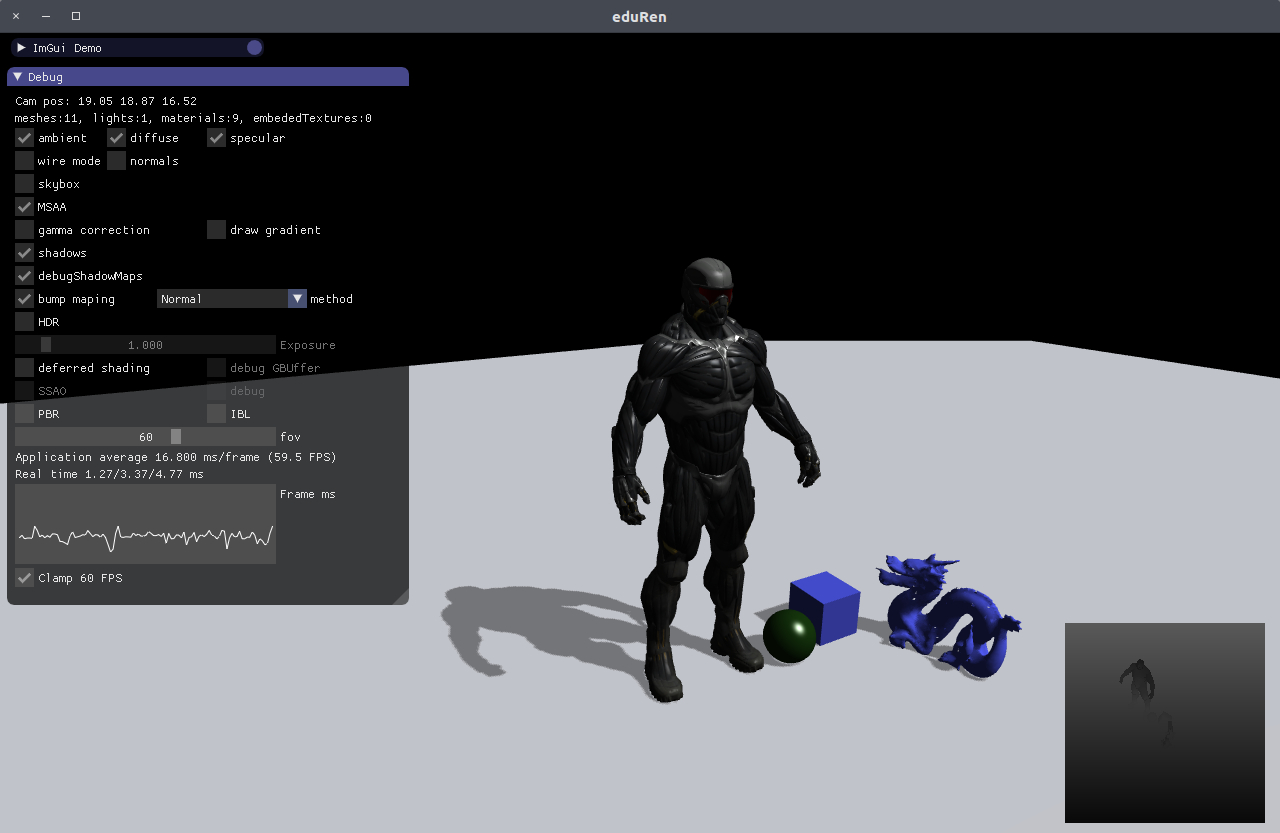 eduRen
ImGui Demo
Debug
Cam pos: 19.05 18.87 16.52
meshes:11, lights:1, materials:9, embededTextures:0
ambient diffuse specular
wire mode normals
skybox
MSAA
gamma correction draw gradient
shadows
debugShadowMaps
bump maping Normal method
HDR
1.000 Exposure
deferred shading debug GBUffer
SSAO debug
PBR IBL
60 fov
Application average 16.800 ms/frame (59.5 FPS)
Real time 1.27/3.37/4.77 ms
Frame ms
Clamp 60 FPS